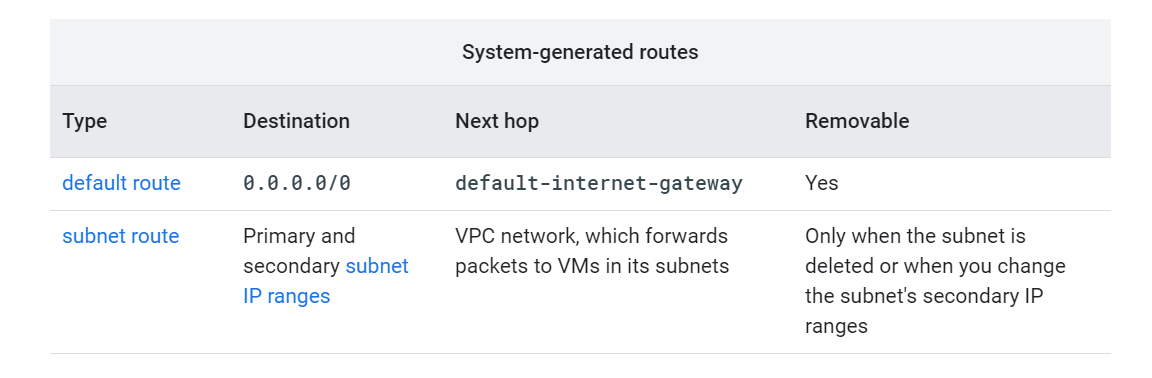 System-generated routes
Type Destination Next hop Removable
default route 0.0.0.0/0 default-internet-gateway Yes
subnet route Primary and VPC network, which forwards Only when the subnet is
secondary subnet packets to VMs in its subnets deleted or when you change
IP ranges the subnet's secondary IP
ranges